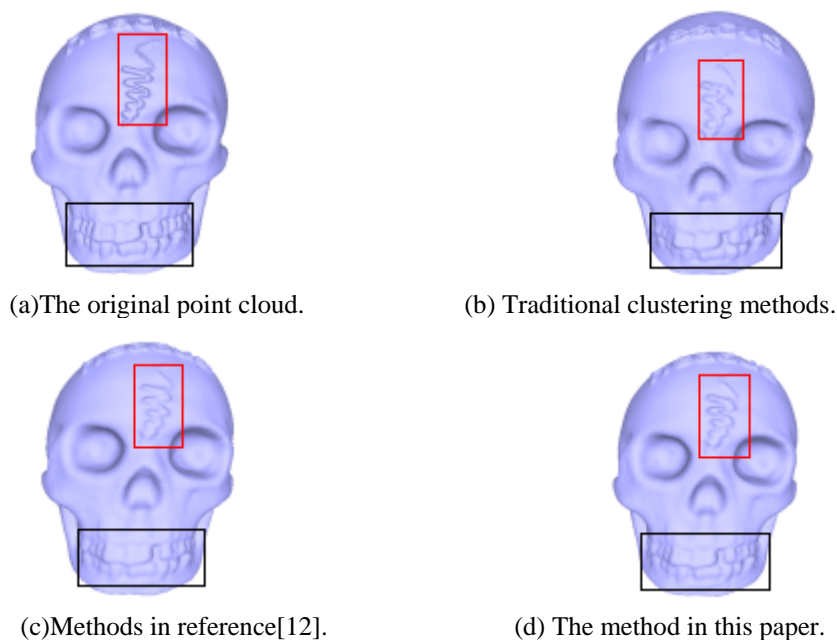 (a)The original point cloud.
(b) Traditional clustering methods.
(c)Methods in reference[12].
(d) The method in this paper.